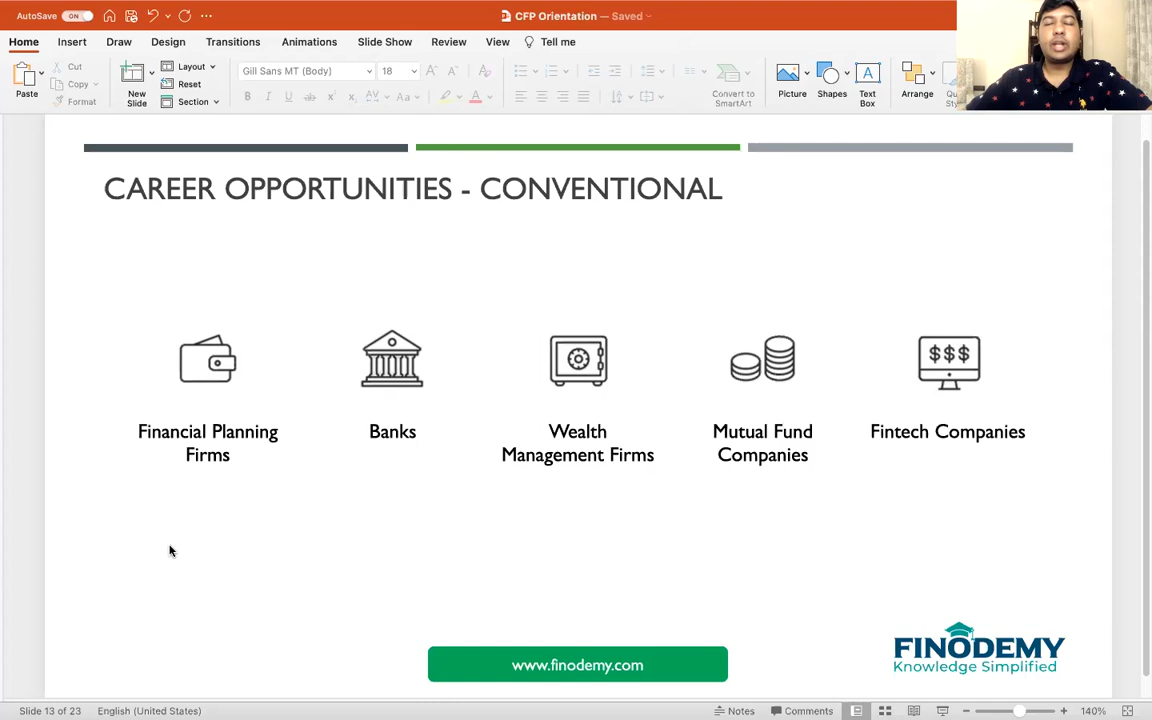 AutoSave ON
CFP Orientation — Saved
Home Insert Draw Design Transitions Animations Slide Show Review View Tell me
Paste
Cut
Copy
Format
New
Slide
Layout
Reset
Section
Gill Sans MT (Body) 18
Convert to
SmartArt
Picture
Shapes
Text
Box
Arrange
CAREER OPPORTUNITIES - CONVENTIONAL
$$$
Financial Planning
Firms
Banks
Wealth
Management Firms
Mutual Fund
Companies
Fintech Companies
www.finodemy.com
FINODEMY
Knowledge Simplified
Slide 13 of 23 English (United States) Notes Comments 140%